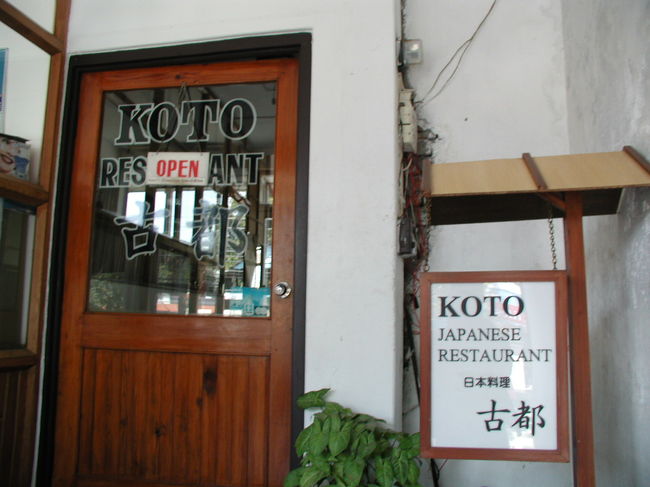 KOTO
RES ANT
OPEN
古都
KOTO
JAPANESE
RESTAURANT
日本料理
古都